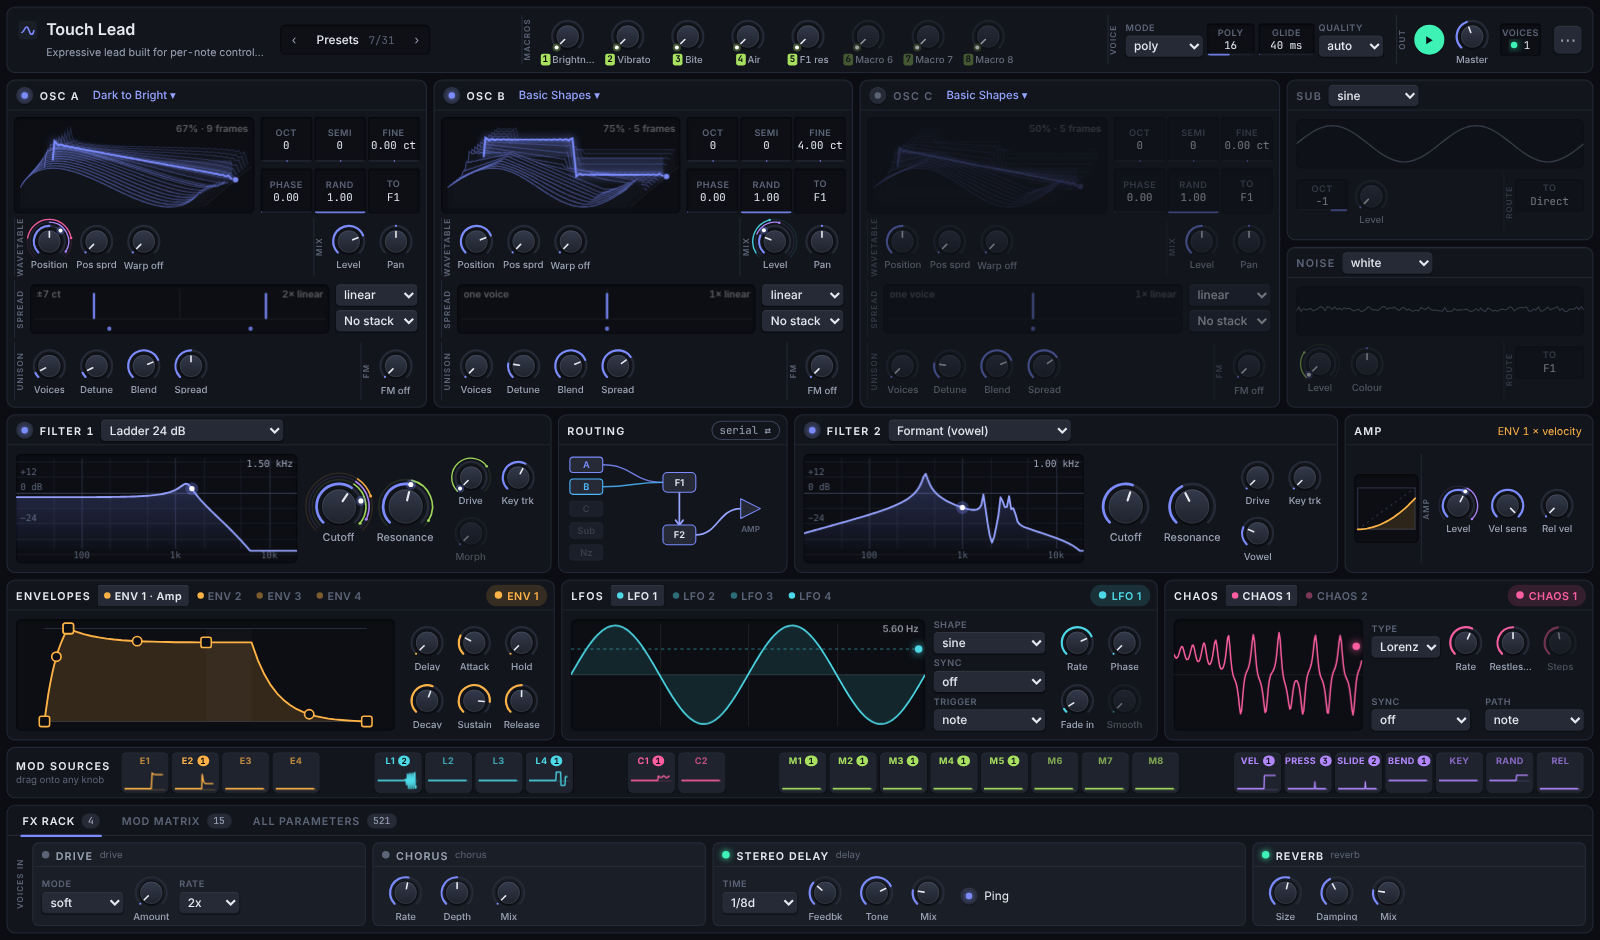 Touch Lead
Expressive lead built for per-note control...
‹ Presets 7/31 ›
MACROS
1 Brightn...
2 Vibrato
3 Bite
4 Air
5 F1 res
6 Macro 6
7 Macro 7
8 Macro 8
VOICE
MODE
poly
POLY
16
GLIDE
40 ms
QUALITY
auto
OUT
Master
VOICES
1
OSC A Dark to Bright ▾
67% · 9 frames
OCT SEMI FINE
0 0 0.00 ct
PHASE RAND TO
0.00 1.00 F1
WAVETABLE
Position Pos sprd Warp off
MIX
Level Pan
SPREAD
±7 ct 2× linear
linear
No stack
UNISON
Voices Detune Blend Spread
FM
FM off
OSC B Basic Shapes ▾
75% · 5 frames
OCT SEMI FINE
0 0 4.00 ct
PHASE RAND TO
0.00 1.00 F1
WAVETABLE
Position Pos sprd Warp off
MIX
Level Pan
SPREAD
one voice 1× linear
linear
No stack
UNISON
Voices Detune Blend Spread
FM
FM off
OSC C Basic Shapes ▾
50% · 5 frames
OCT SEMI FINE
0 0 0.00 ct
PHASE RAND TO
0.00 1.00 F1
WAVETABLE
Position Pos sprd Warp off
MIX
Level Pan
SPREAD
one voice 1× linear
linear
No stack
UNISON
Voices Detune Blend Spread
FM
FM off
SUB sine
OCT
-1
Level
ROUTE
TO
Direct
NOISE white
Level Colour
ROUTE
TO
F1
FILTER 1 Ladder 24 dB
1.50 kHz
+12
0 dB
−24
100 1k 10k
Cutoff Resonance
Drive Key trk
Morph
ROUTING serial ⇄
A
B
C
Sub
Nz
F1
F2
AMP
FILTER 2 Formant (vowel)
1.00 kHz
+12
0 dB
−24
100 1k 10k
Cutoff Resonance
Drive Key trk
Vowel
AMP ENV 1 × velocity
AMP
Level Vel sens Rel vel
ENVELOPES ENV 1 · Amp ENV 2 ENV 3 ENV 4 ENV 1
Delay Attack Hold
Decay Sustain Release
LFOS LFO 1 LFO 2 LFO 3 LFO 4 LFO 1
5.60 Hz
SHAPE
sine
SYNC
off
TRIGGER
note
Rate Phase
Fade in Smooth
CHAOS CHAOS 1 CHAOS 2 CHAOS 1
TYPE
Lorenz
Rate Restles... Steps
SYNC PATH
off note
MOD SOURCES
drag onto any knob
E1 E2 1 E3 E4
L1 2 L2 L3 L4 1
C1 1 C2
M1 1 M2 1 M3 1 M4 1 M5 1 M6 M7 M8
VEL 1 PRESS 3 SLIDE 2 BEND 1 KEY RAND REL
FX RACK 4 MOD MATRIX 15 ALL PARAMETERS 521
VOICES IN
DRIVE drive
MODE
soft
Amount
RATE
2x
CHORUS chorus
Rate Depth Mix
STEREO DELAY delay
TIME
1/8d
Feedbk Tone Mix
Ping
REVERB reverb
Size Damping Mix